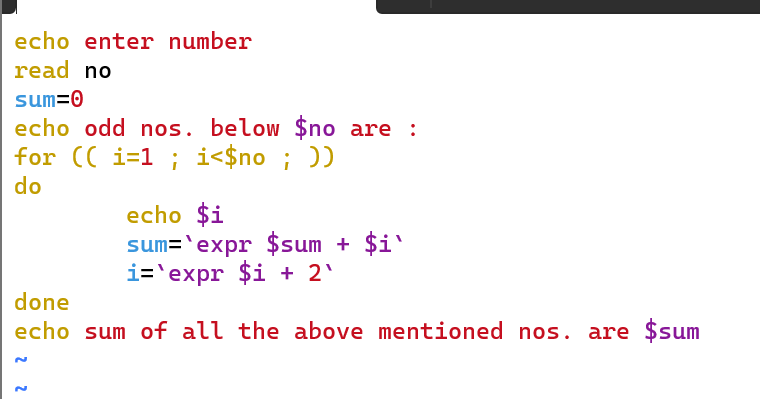 echo enter number
read no
sum=0
echo odd nos. below $no are :
for (( i=1 ; i<$no ; ))
do
        echo $i
        sum=`expr $sum + $i`
        i=`expr $i + 2`
done
echo sum of all the above mentioned nos. are $sum
~
~